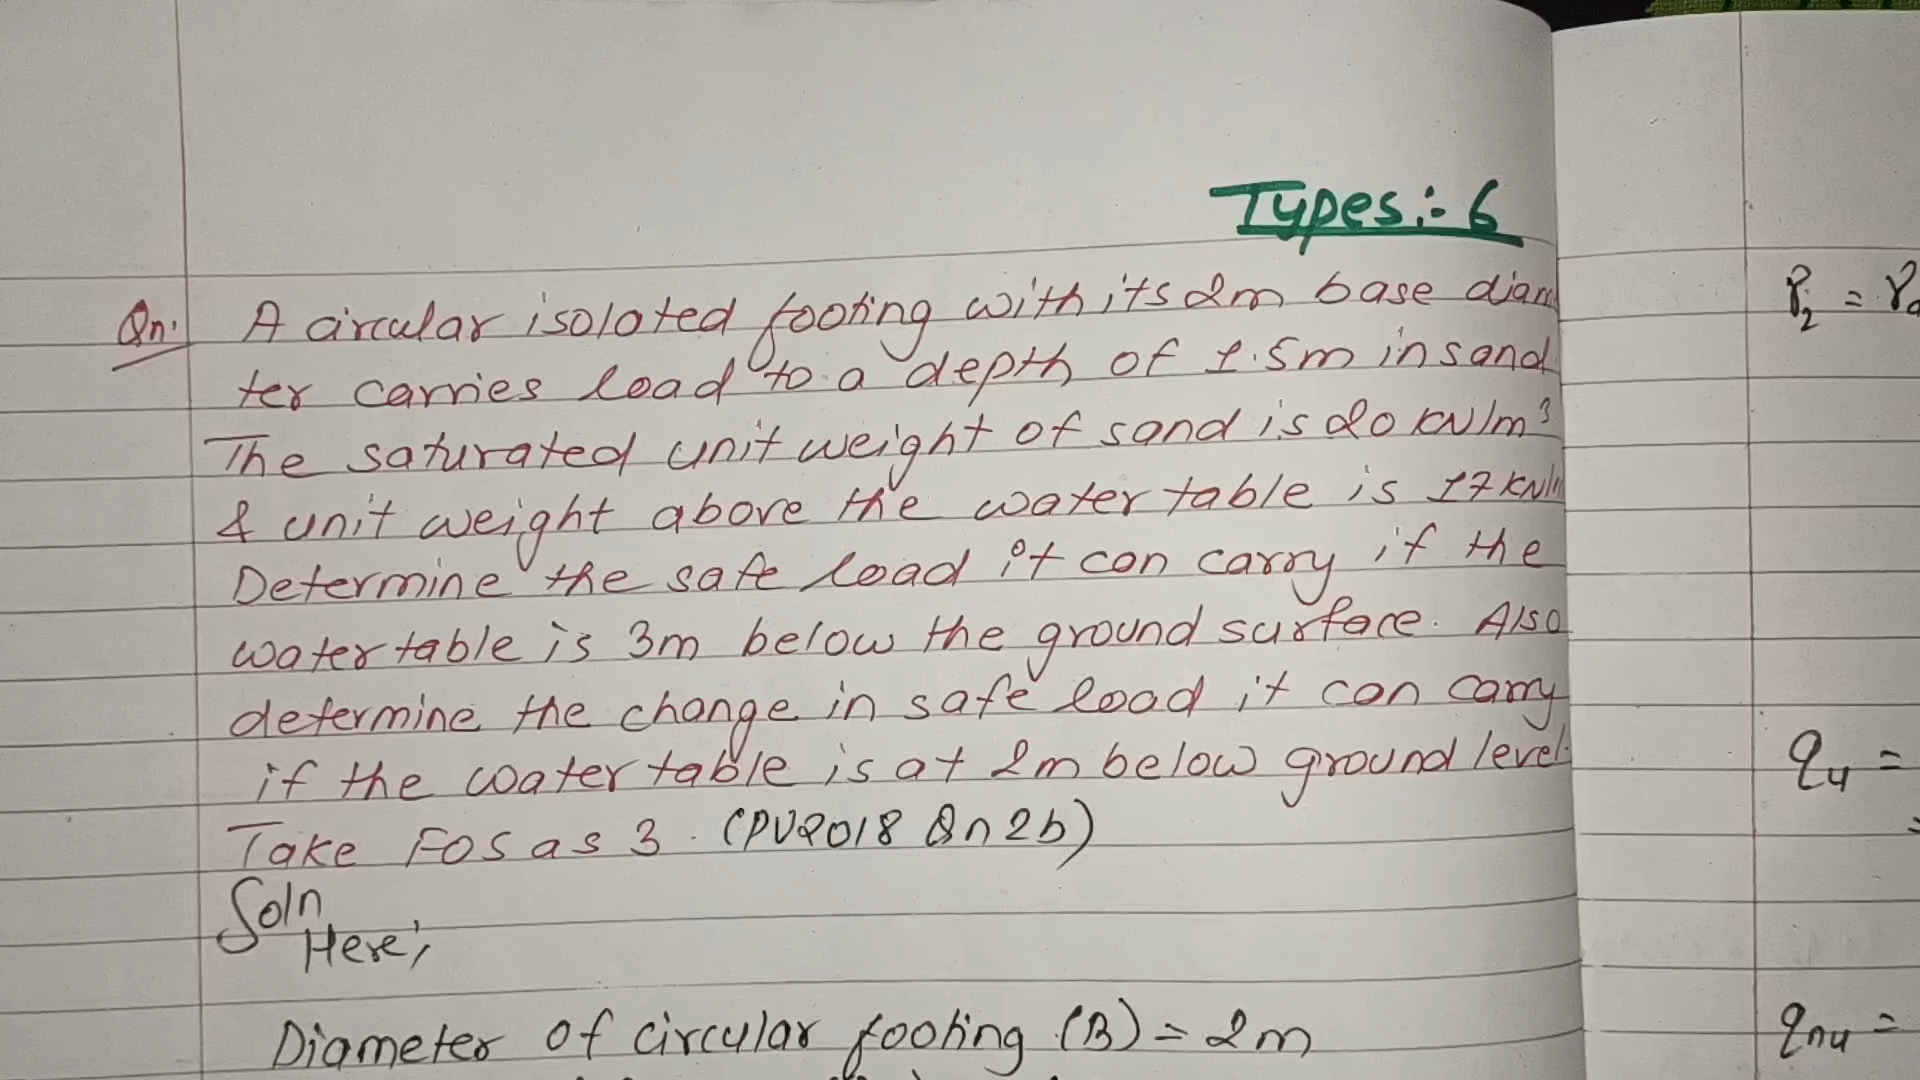 Types:- 6
Qn. A circular isolated footing with its 2m base diam
ter carries load to a depth of 1.5m in sand
The saturated unit weight of sand is 20 kN/m³
& unit weight above the water table is 17 kN/
Determine the safe load it can carry if the
water table is 3m below the ground surface. Also
determine the change in safe load it can carry
if the water table is at 2m below ground level.
Take FOS as 3. (PU2018 Qn2b)
Soln
Here,
Diameter of circular footing (B) = 2m
γ₂ = γ
qu =
=
qnu =